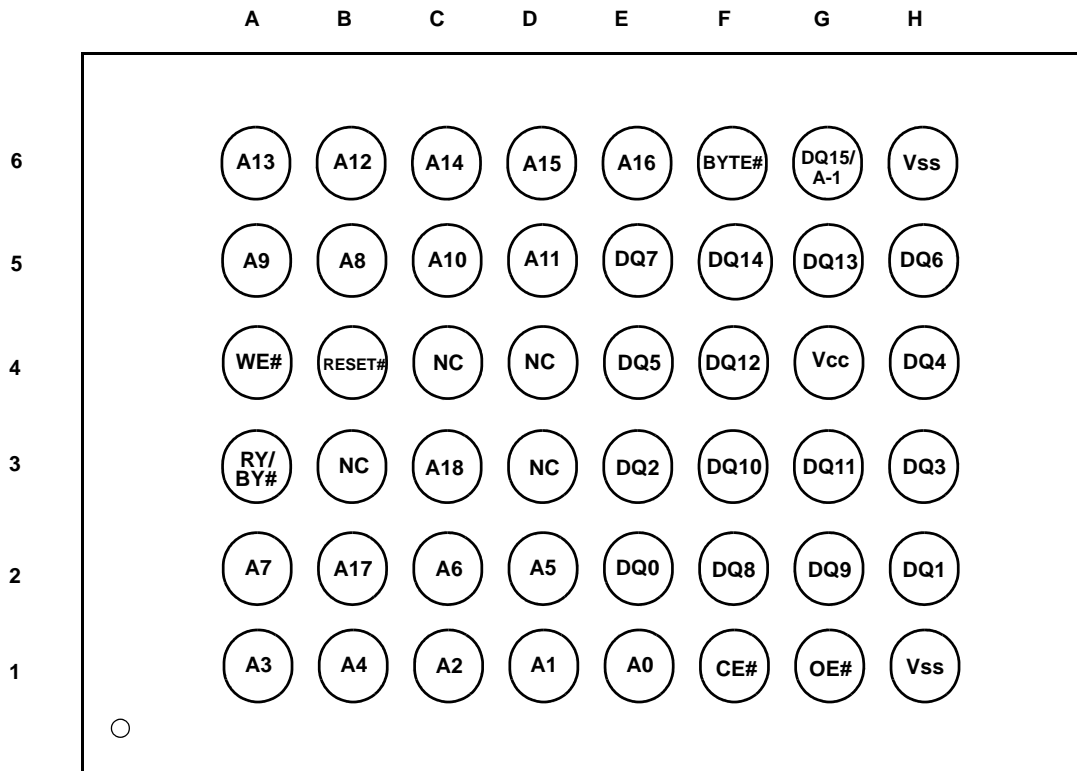 A B C D E F G H
6 A13 A12 A14 A15 A16 BYTE# DQ15/ A-1 Vss
5 A9 A8 A10 A11 DQ7 DQ14 DQ13 DQ6
4 WE# RESET# NC NC DQ5 DQ12 Vcc DQ4
3 RY/ BY# NC A18 NC DQ2 DQ10 DQ11 DQ3
2 A7 A17 A6 A5 DQ0 DQ8 DQ9 DQ1
1 A3 A4 A2 A1 A0 CE# OE# Vss